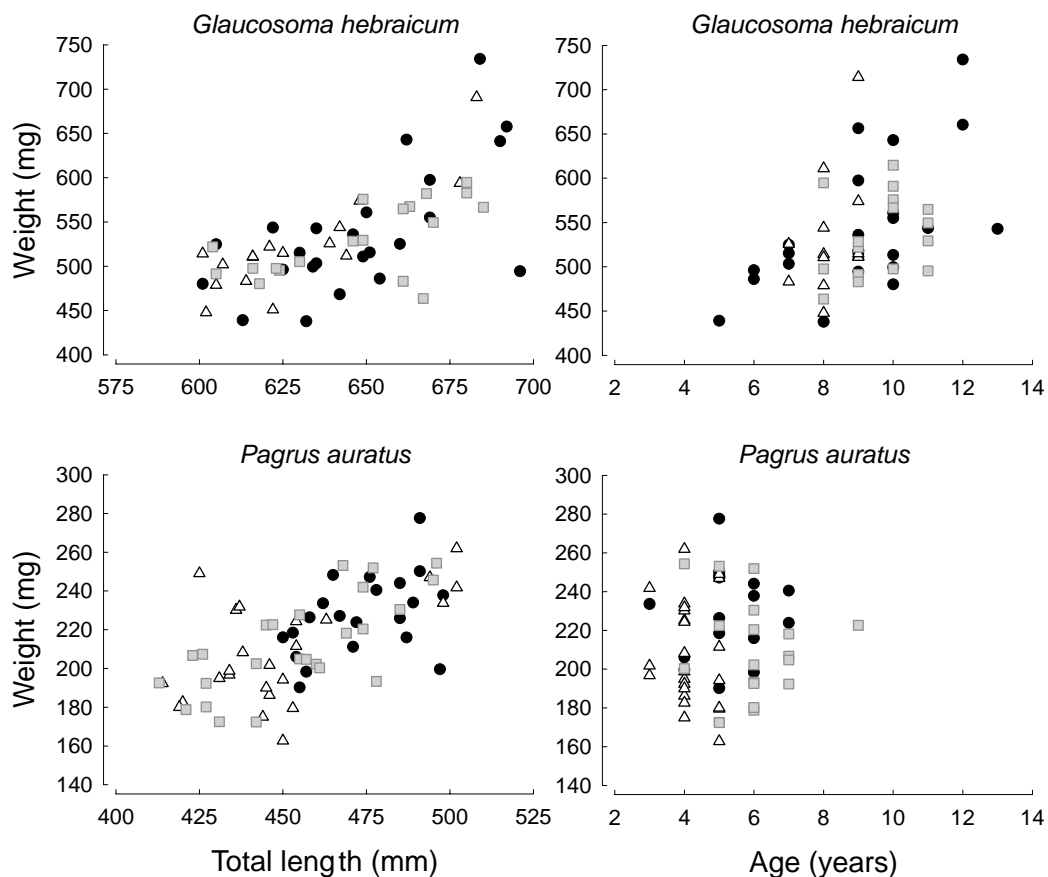 Glaucosoma hebraicum
Glaucosoma hebraicum
Weight (mg)
750
700
650
600
550
500
450
400
575 600 625 650 675 700
750
700
650
600
550
500
450
400
2 4 6 8 10 12 14
Pagrus auratus
Pagrus auratus
Weight (mg)
300
280
260
240
220
200
180
160
140
400 425 450 475 500 525
Total length (mm)
300
280
260
240
220
200
180
160
140
2 4 6 8 10 12 14
Age (years)